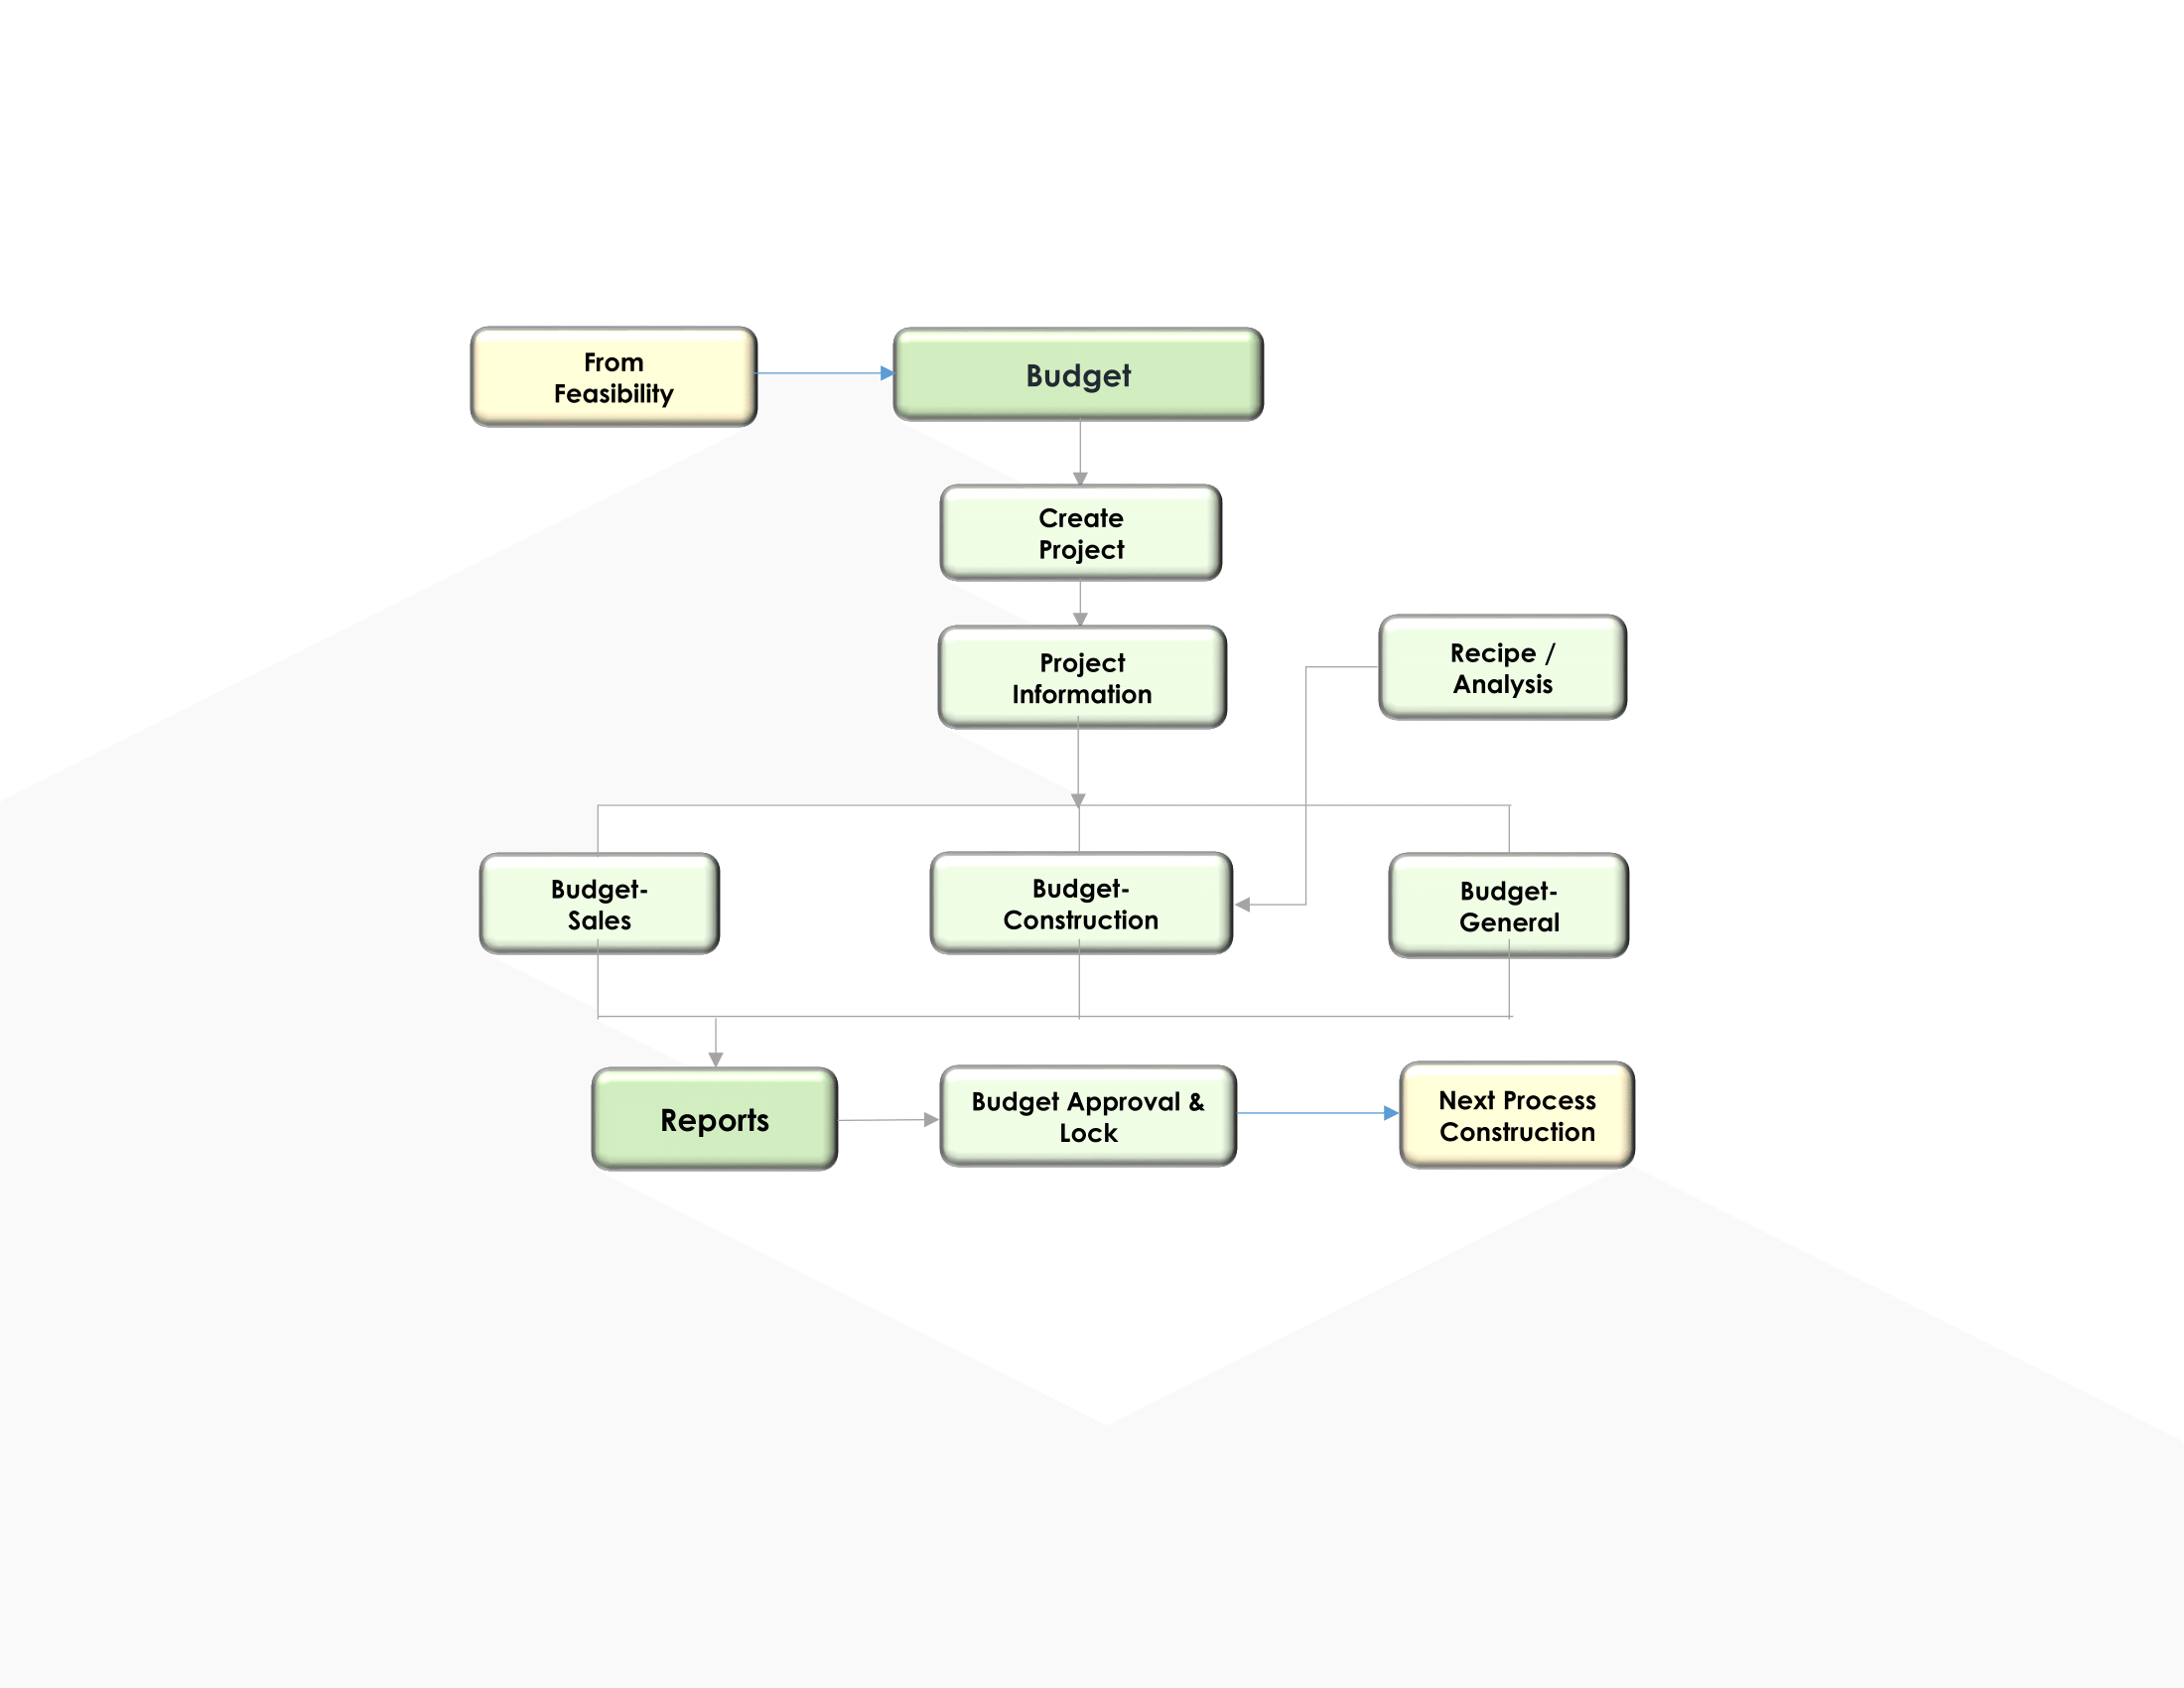 From
Feasibility
Budget
Create
Project
Project
Information
Recipe /
Analysis
Budget-
Sales
Budget-
Construction
Budget-
General
Reports
Budget Approval &
Lock
Next Process
Construction